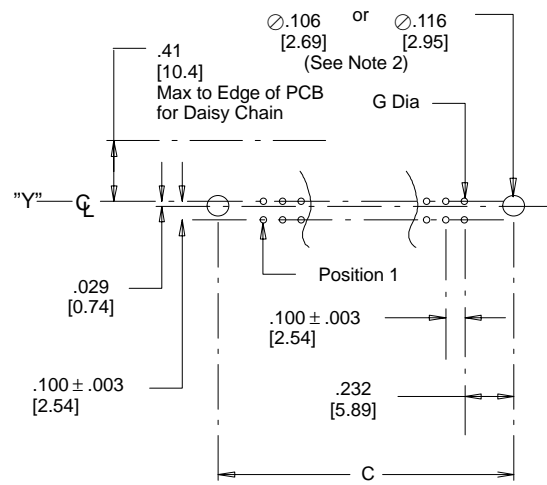 ∅.106 or ∅.116
[2.69] [2.95]
(See Note 2)
.41
[10.4]
Max to Edge of PCB
for Daisy Chain
G Dia
"Y" ℄
Position 1
.029
[0.74]
.100 ± .003
[2.54]
.100 ± .003
[2.54]
.232
[5.89]
C